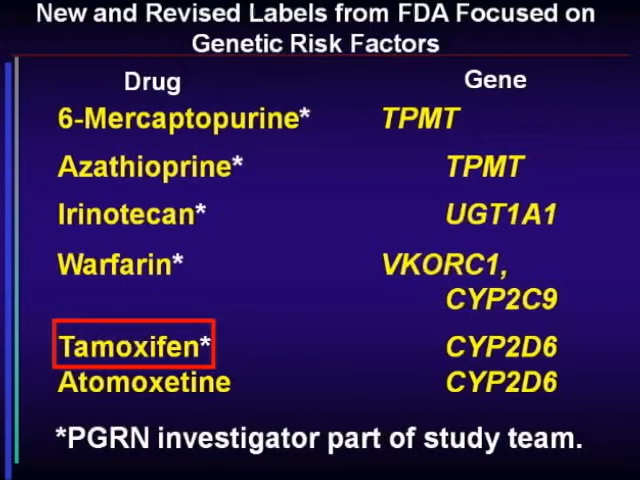 New and Revised Labels from FDA Focused on
Genetic Risk Factors
Drug Gene
6-Mercaptopurine* TPMT
Azathioprine* TPMT
Irinotecan* UGT1A1
Warfarin* VKORC1,
CYP2C9
Tamoxifen* CYP2D6
Atomoxetine CYP2D6
*PGRN investigator part of study team.